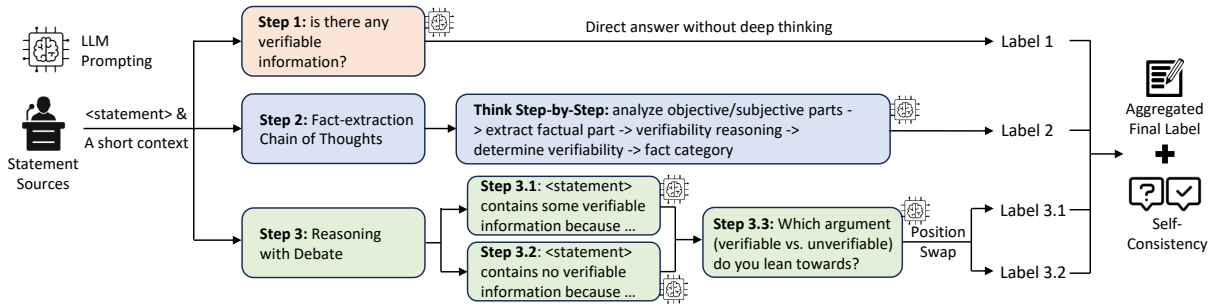 LLM
Prompting
<statement> &
A short context
Statement
Sources
Step 1: is there any
verifiable
information?
Direct answer without deep thinking
Label 1
Step 2: Fact-extraction
Chain of Thoughts
Think Step-by-Step: analyze objective/subjective parts -
> extract factual part -> verifiability reasoning ->
determine verifiability -> fact category
Label 2
Step 3: Reasoning
with Debate
Step 3.1: <statement>
contains some verifiable
information because ...
Step 3.2: <statement>
contains no verifiable
information because ...
Step 3.3: Which argument
(verifiable vs. unverifiable)
do you lean towards?
Position
Swap
Label 3.1
Label 3.2
Aggregated
Final Label
Self-
Consistency